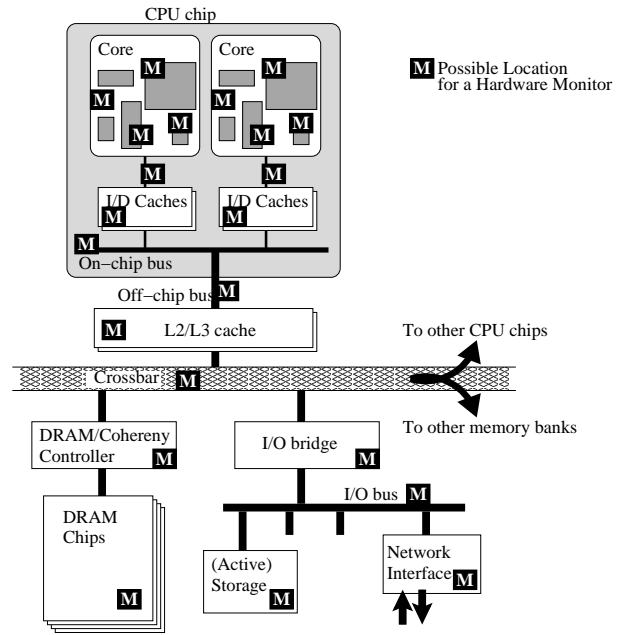 CPU chip
Core
Core
M Possible Location
for a Hardware Monitor
M
M
M
M
M
M
M
M
M
M
I/D Caches
I/D Caches
M
M
M
On-chip bus
Off-chip bus M
M L2/L3 cache
To other CPU chips
Crossbar M
To other memory banks
DRAM/Cohereny
Controller M
I/O bridge
M
I/O bus M
DRAM
Chips
M
(Active)
Storage M
Network
Interface M